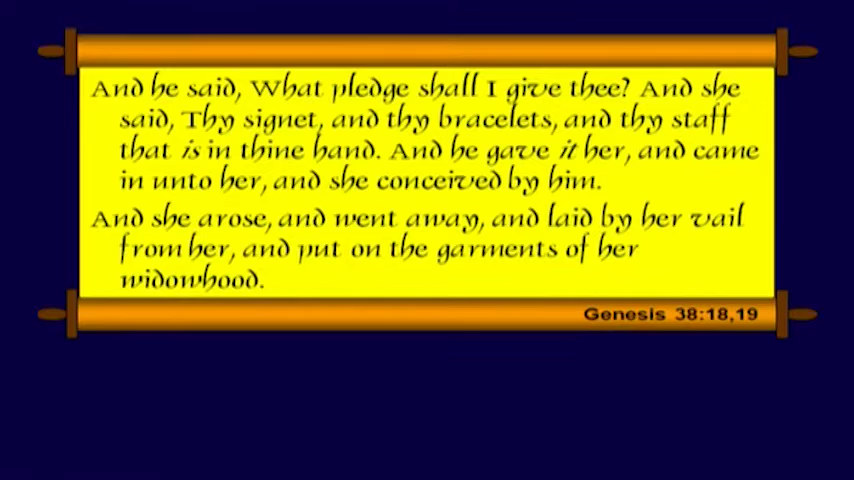 And he said, What pledge shall I give thee? And she
said, Thy signet, and thy bracelets, and thy staff
that is in thine hand. And he gave it her, and came
in unto her, and she conceived by him.
And she arose, and went away, and laid by her vail
from her, and put on the garments of her
widowhood.
Genesis 38:18,19